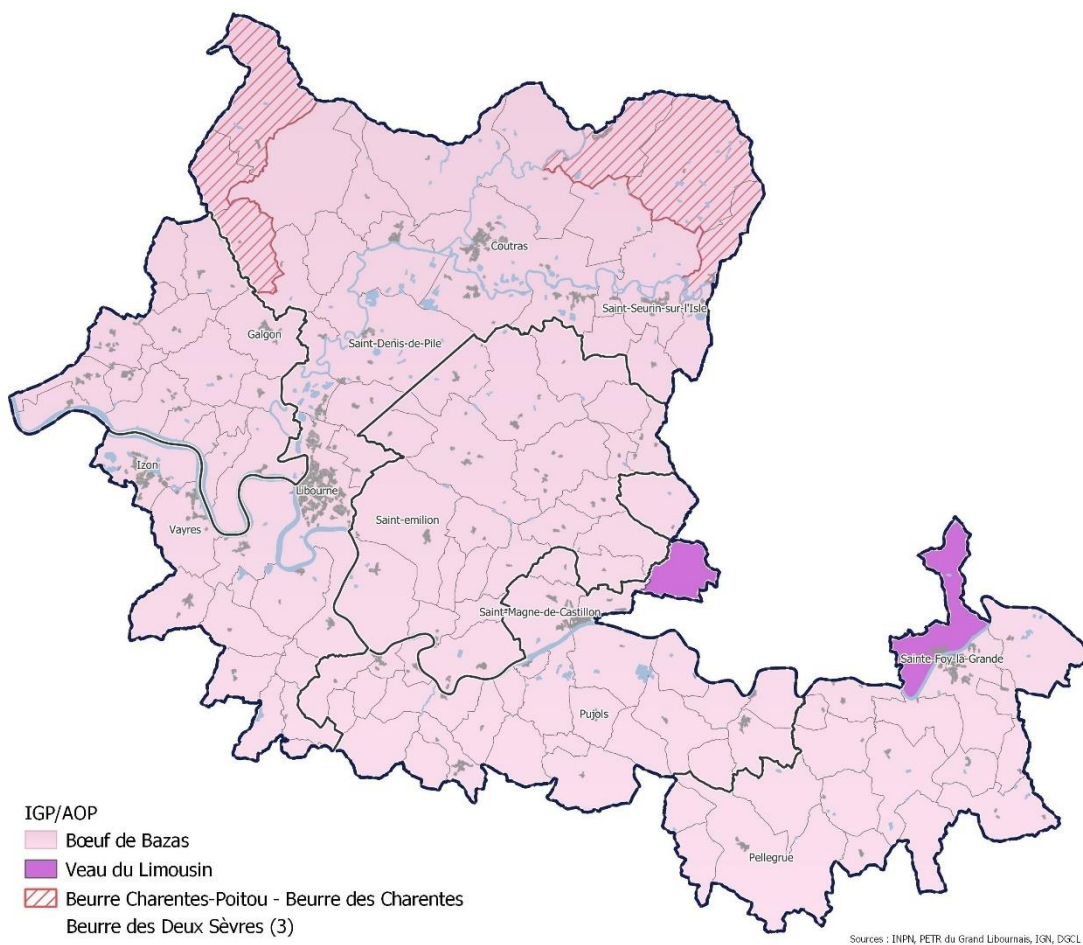 Coutras
Saint-Seurin-sur-l'Isle
Galgon
Saint-Denis-de-Pile
Izon
Libourne
Vayres
Saint-emilion
Saint-Magne-de-Castillon
Sainte-Foy-la-Grande
Pujols
Pellegrue
IGP/AOP
Bœuf de Bazas
Veau du Limousin
Beurre Charentes-Poitou - Beurre des Charentes
Beurre des Deux Sèvres (3)
Sources : INPN, PETR du Grand Libournais, IGN, DGCL